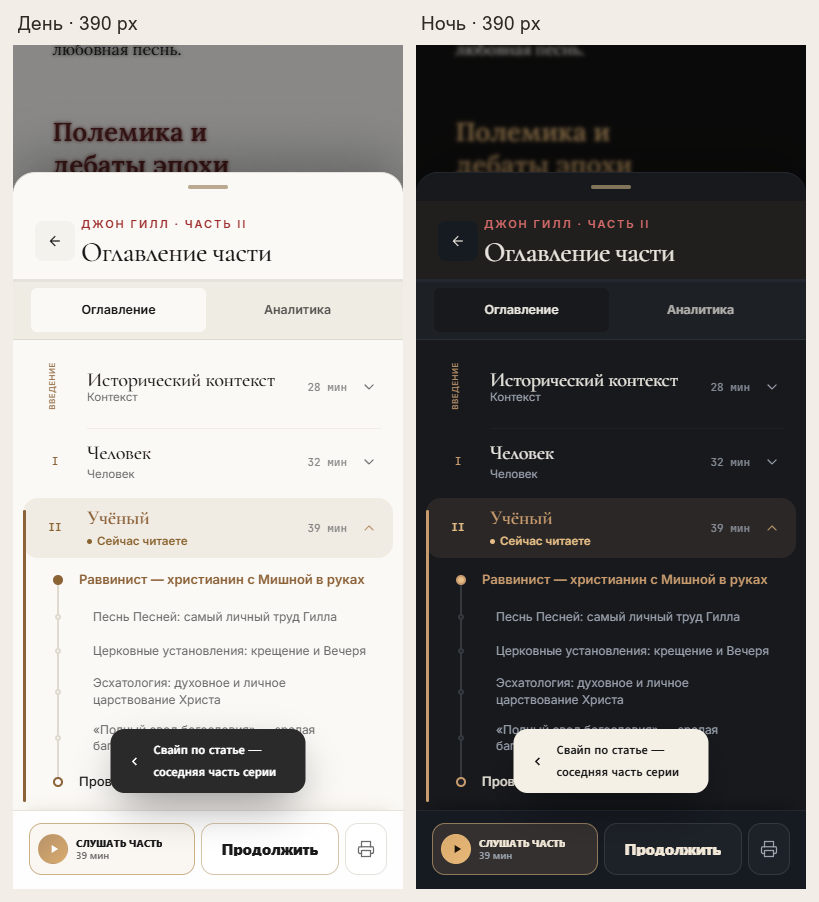 День · 390 px
любовная песнь.
Полемика и
дебаты эпохи
ДЖОН ГИЛЛ · ЧАСТЬ II
Оглавление части
Оглавление
Аналитика
ВВЕДЕНИЕ
Исторический контекст
Контекст
28 мин
I
Человек
Человек
32 мин
II
Учёный
Сейчас читаете
39 мин
Раввинист — христианин с Мишной в руках
Песнь Песней: самый личный труд Гилла
Церковные установления: крещение и Вечеря
Эсхатология: духовное и личное
царствование Христа
Свайп по статье —
соседняя часть серии
СЛУШАТЬ ЧАСТЬ
39 мин
Продолжить
Ночь · 390 px
любовная песнь.
Полемика и
дебаты эпохи
ДЖОН ГИЛЛ · ЧАСТЬ II
Оглавление части
Оглавление
Аналитика
ВВЕДЕНИЕ
Исторический контекст
Контекст
28 мин
I
Человек
Человек
32 мин
II
Учёный
Сейчас читаете
39 мин
Раввинист — христианин с Мишной в руках
Песнь Песней: самый личный труд Гилла
Церковные установления: крещение и Вечеря
Эсхатология: духовное и личное
царствование Христа
Свайп по статье —
соседняя часть серии
СЛУШАТЬ ЧАСТЬ
39 мин
Продолжить